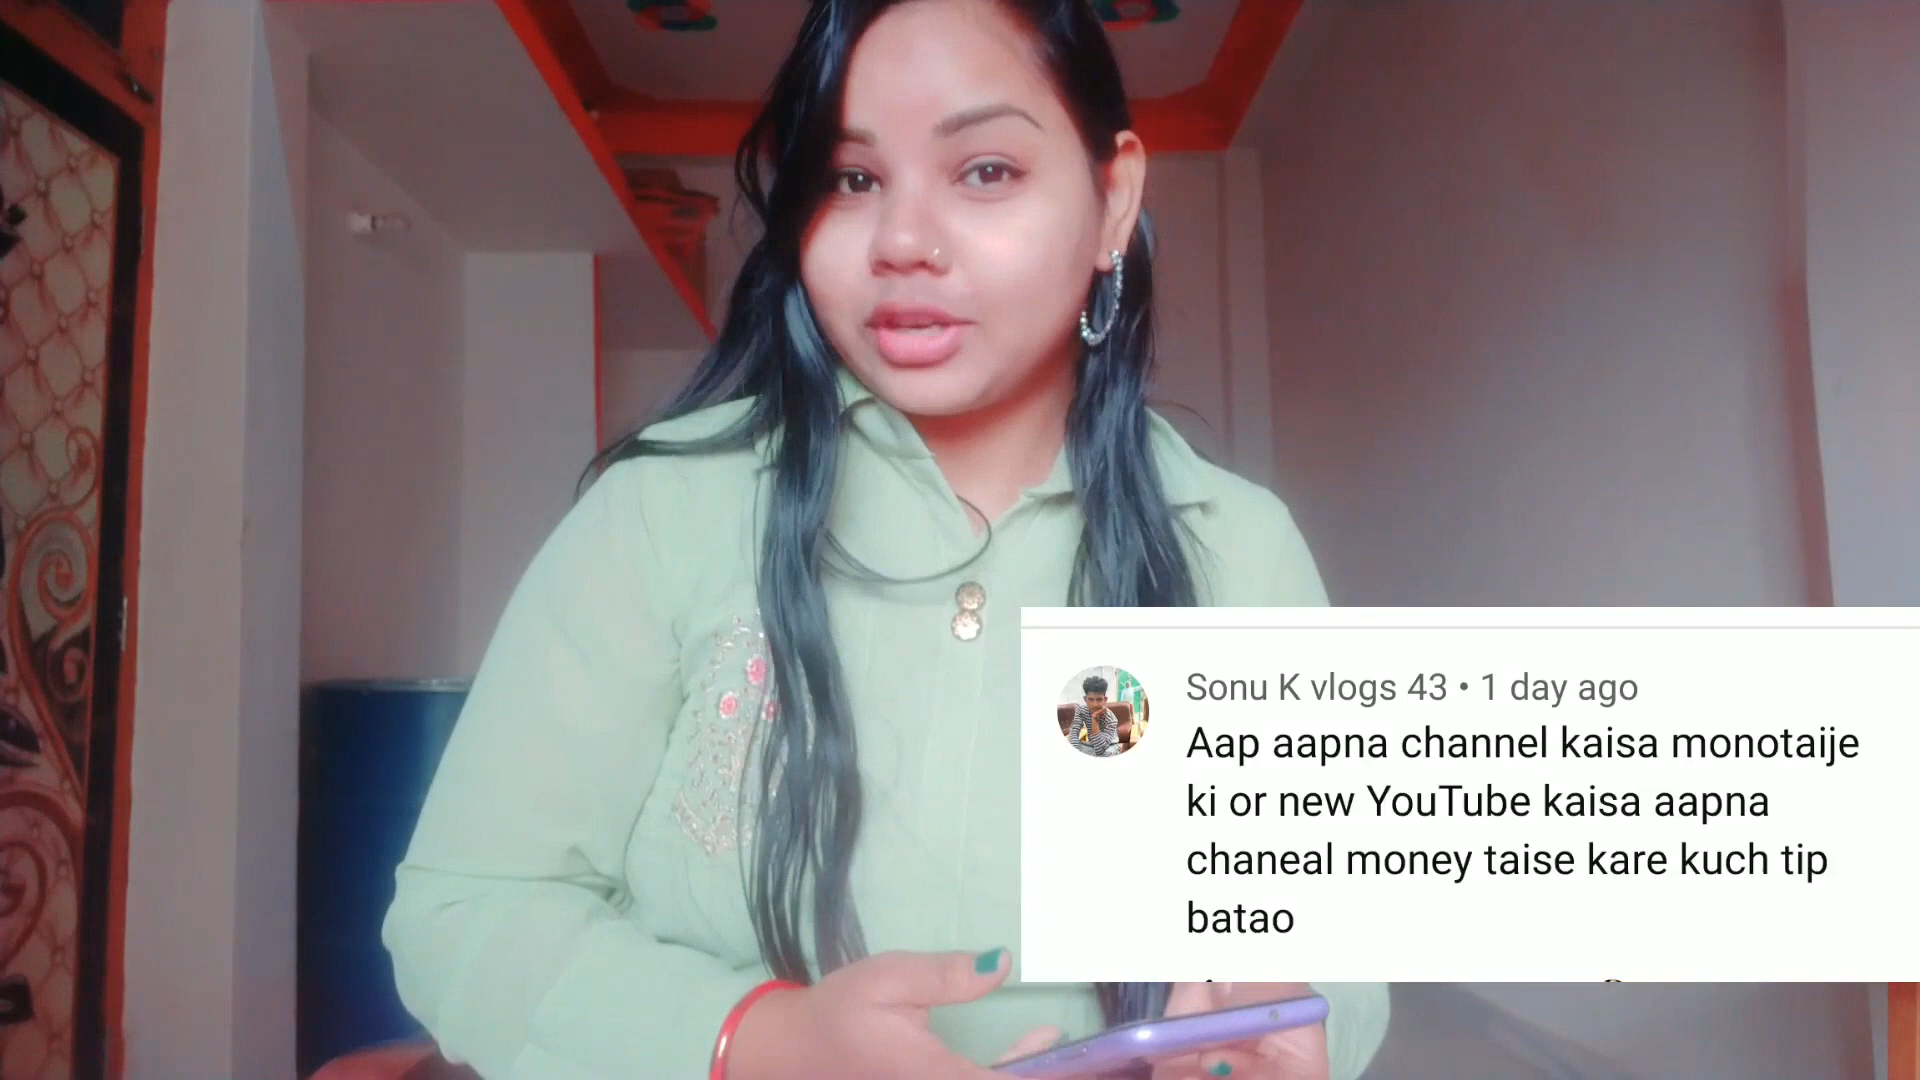 Sonu K vlogs 43 • 1 day ago
Aap aapna channel kaisa monotaije
ki or new YouTube kaisa aapna
chaneal money taise kare kuch tip
batao